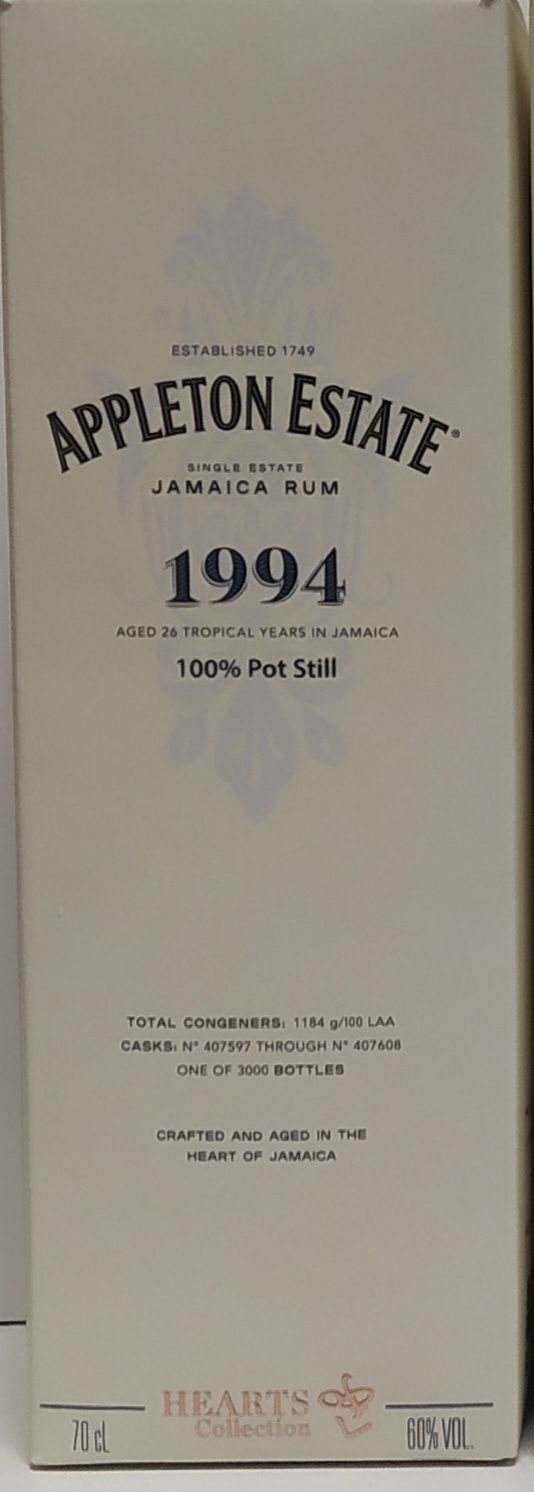 ESTABLISHED 1749
APPLETON ESTATE®
SINGLE ESTATE
JAMAICA RUM
1994
AGED 26 TROPICAL YEARS IN JAMAICA
100% Pot Still
TOTAL CONGENERS: 1184 g/100 LAA
CASKS: N° 407597 THROUGH N° 407608
ONE OF 3000 BOTTLES
CRAFTED AND AGED IN THE
HEART OF JAMAICA
HEARTS
Collection
70 cL
60% VOL.